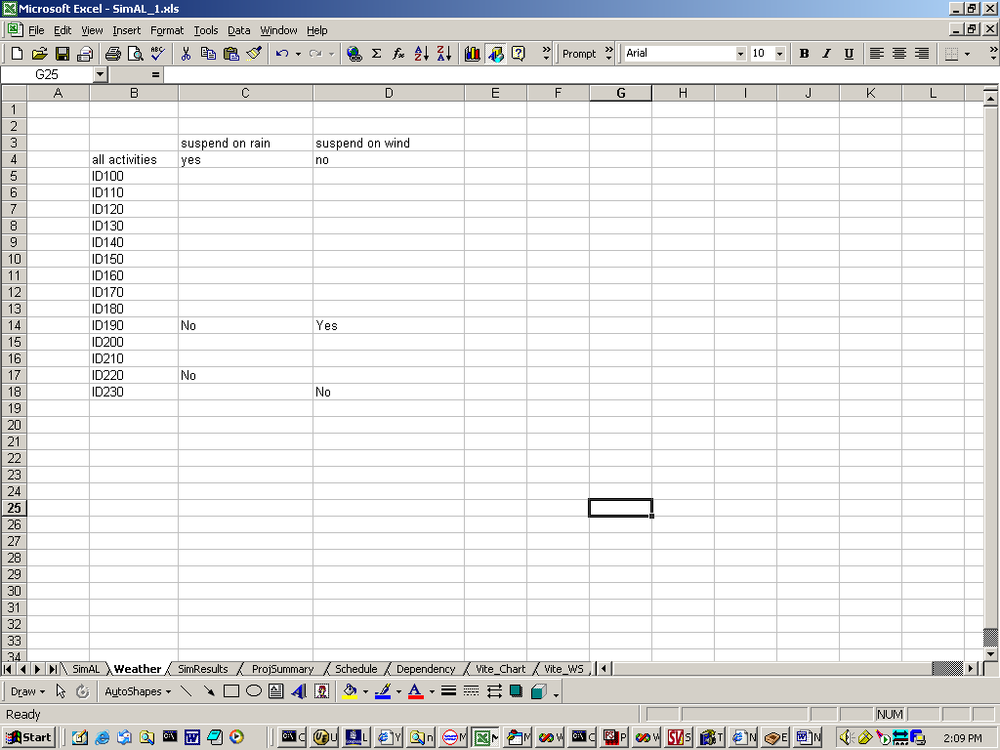 Microsoft Excel - SimAL_1.xls
File Edit View Insert Format Tools Data Window Help
Prompt Arial 10 B I U
G25 =
A B C D E F G H I J K L
1
2
3 suspend on rain suspend on wind
4 all activities yes no
5 ID100
6 ID110
7 ID120
8 ID130
9 ID140
10 ID150
11 ID160
12 ID170
13 ID180
14 ID190 No Yes
15 ID200
16 ID210
17 ID220 No
18 ID230 No
19
20
21
22
23
24
25
26
27
28
29
30
31
32
33
34
SimAL Weather SimResults ProjSummary Schedule Dependency Vite_Chart Vite_WS
Draw AutoShapes
Ready NUM
Start C U L Y n M M M W C P W S T N E N 2:09 PM